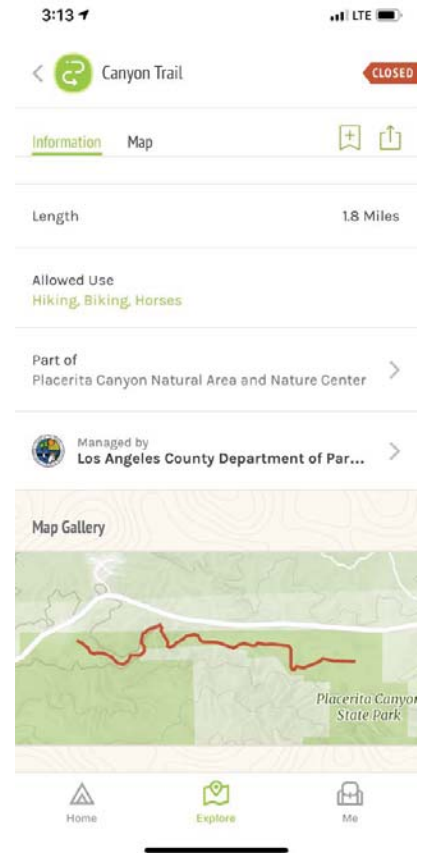 3:13
LTE
Canyon Trail
CLOSED
Information Map
Length 1.8 Miles
Allowed Use
Hiking, Biking, Horses
Part of
Placerita Canyon Natural Area and Nature Center
Managed by
Los Angeles County Department of Par...
Map Gallery
Placerita Canyon
State Park
Home Explore Me